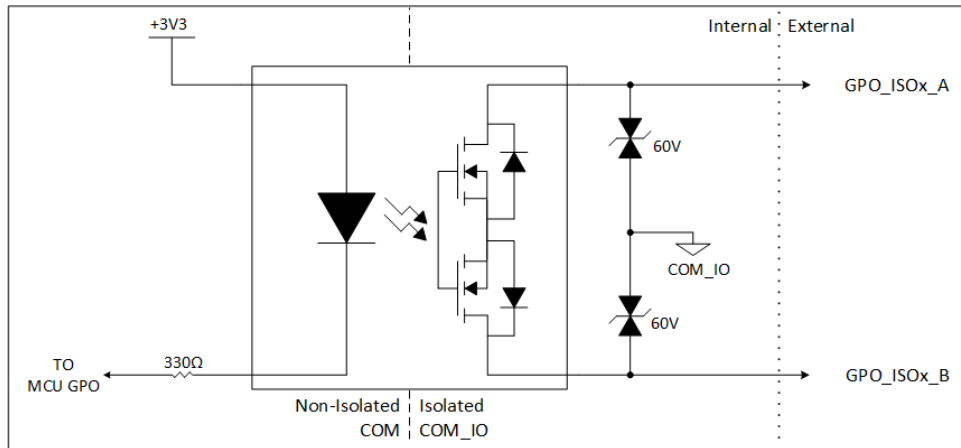 +3V3
Internal
External
GPO_ISOx_A
60V
COM_IO
60V
TO
MCU GPO
330Ω
GPO_ISOx_B
Non-Isolated
COM
Isolated
COM_IO